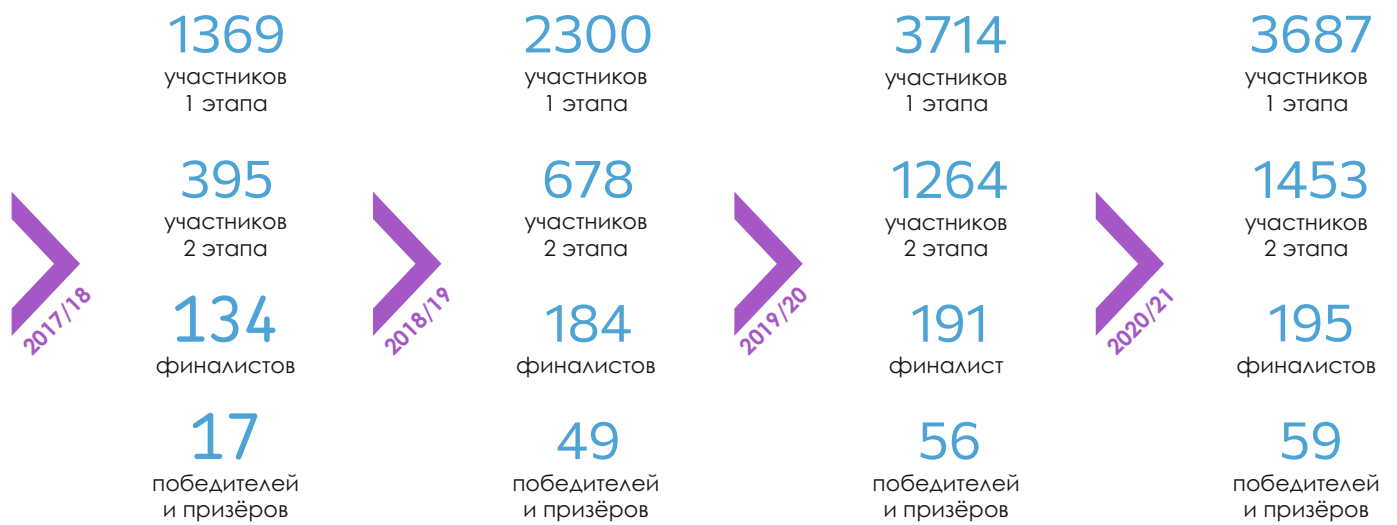 2017/18
1369
участников
1 этапа
395
участников
2 этапа
134
финалистов
17
победителей
и призёров
2018/19
2300
участников
1 этапа
678
участников
2 этапа
184
финалистов
49
победителей
и призёров
2019/20
3714
участников
1 этапа
1264
участников
2 этапа
191
финалист
56
победителей
и призёров
2020/21
3687
участников
1 этапа
1453
участников
2 этапа
195
финалистов
59
победителей
и призёров